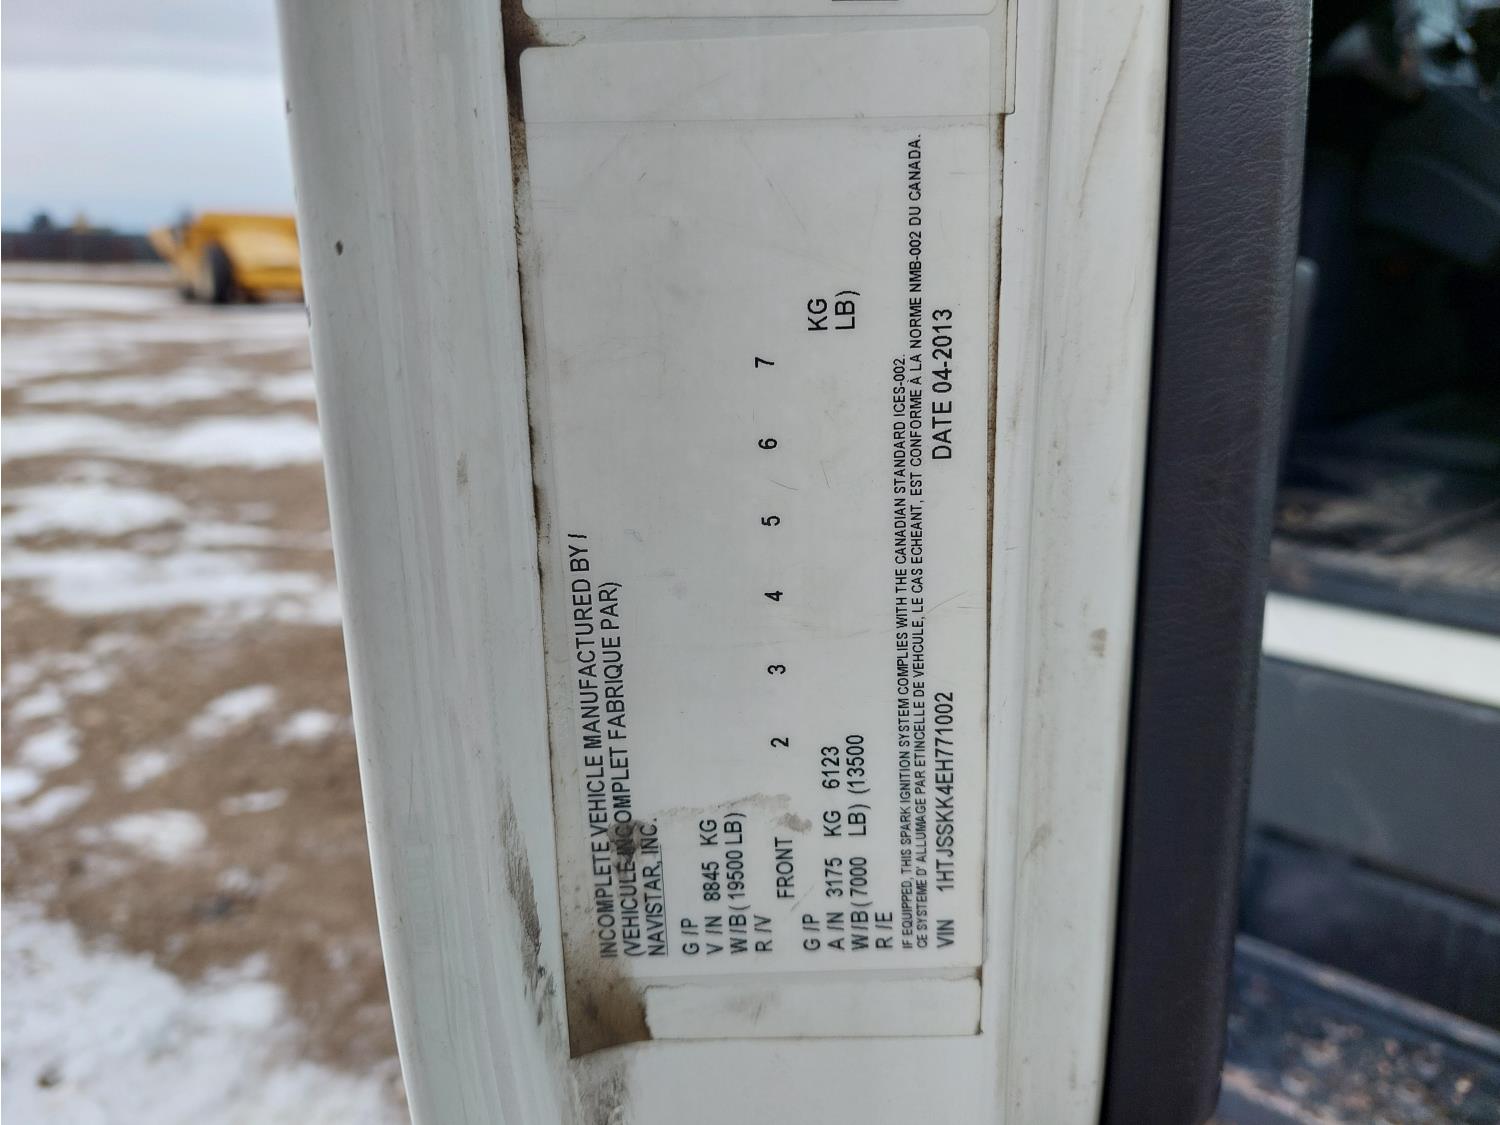 INCOMPLETE VEHICLE MANUFACTURED BY /
(VEHICULE INCOMPLET FABRIQUE PAR)
NAVISTAR, INC.
G /P
V /N 8845 KG
W/B( 19500 LB)
R /V
FRONT 2 3 4 5 6 7
G /P
A /N 3175 KG 6123 KG
W/B( 7000 LB) (13500 LB)
R /E
IF EQUIPPED, THIS SPARK IGNITION SYSTEM COMPLIES WITH THE CANADIAN STANDARD ICES-002.
CE SYSTEME D' ALLUMAGE PAR ETINCELLE DE VEHCULE, LE CAS ECHEANT, EST CONFORME À LA NORME NMB-002 DU CANADA.
VIN 1HTJSSKK4EH771002 DATE 04-2013